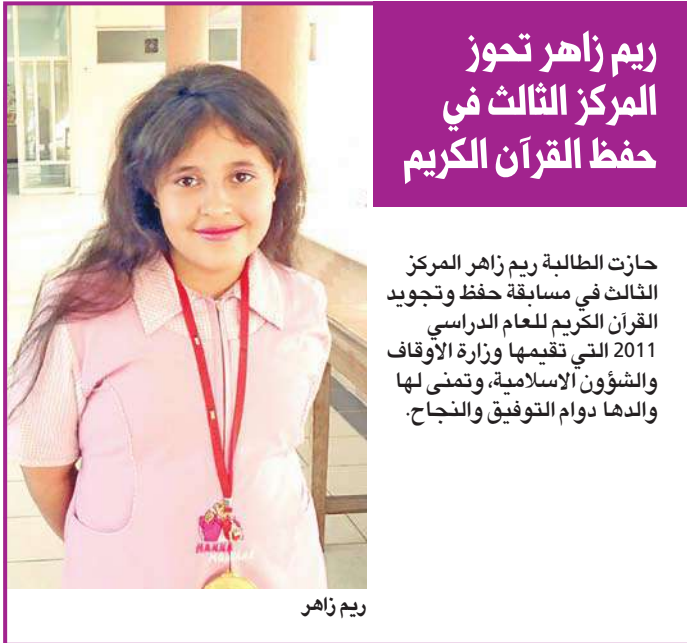 ريم زاهر تحوز
المركز الثالث في
حفظ القرآن الكريم
حازت الطالبة ريم زاهر المركز
الثالث في مسابقة حفظ وتجويد
القرآن الكريم للعام الدراسي
2011 التي تقيمها وزارة الاوقاف
والشؤون الاسلامية، وتمنى لها
والدها دوام التوفيق والنجاح.
ريم زاهر